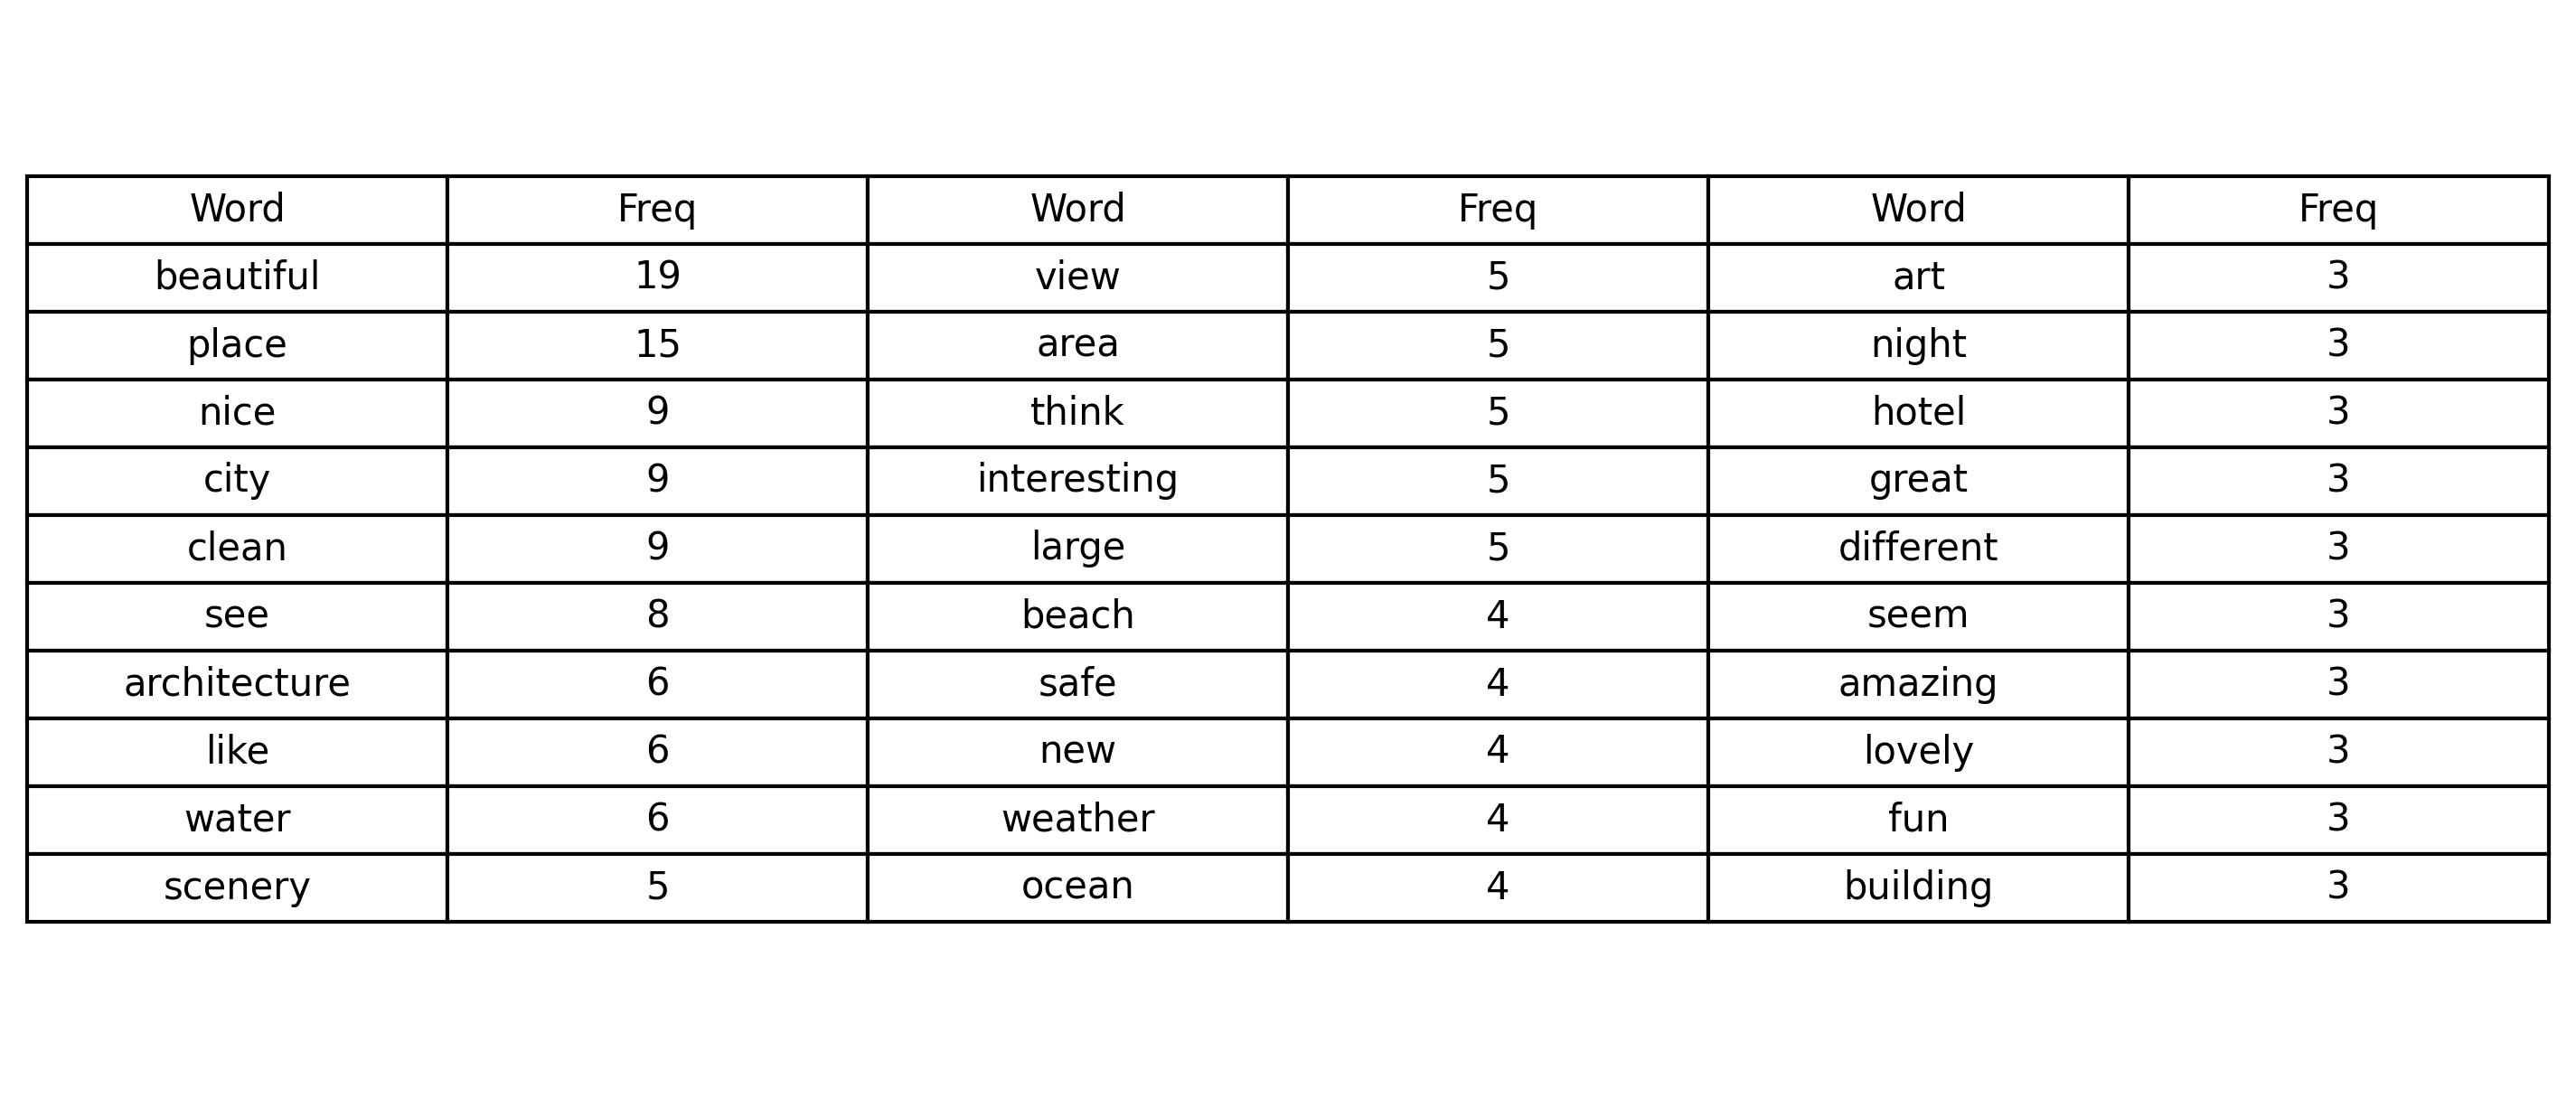 Word Freq Word Freq Word Freq
beautiful 19 view 5 art 3
place 15 area 5 night 3
nice 9 think 5 hotel 3
city 9 interesting 5 great 3
clean 9 large 5 different 3
see 8 beach 4 seem 3
architecture 6 safe 4 amazing 3
like 6 new 4 lovely 3
water 6 weather 4 fun 3
scenery 5 ocean 4 building 3